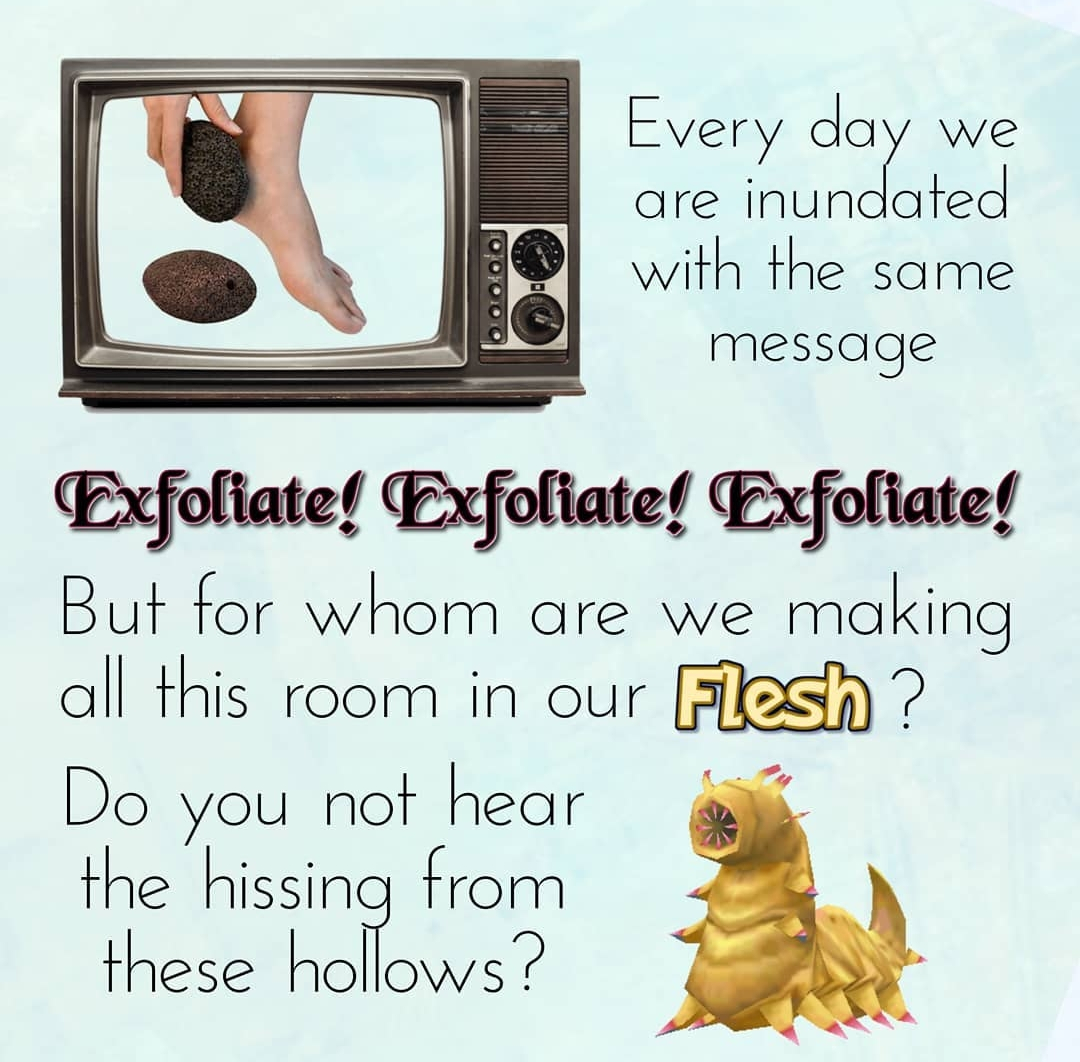 Every day we
are inundated
with the same
message
Exfoliate! Exfoliate! Exfoliate!
But for whom are we making
all this room in our Flesh?
Do you not hear
the hissing from
these hollows?